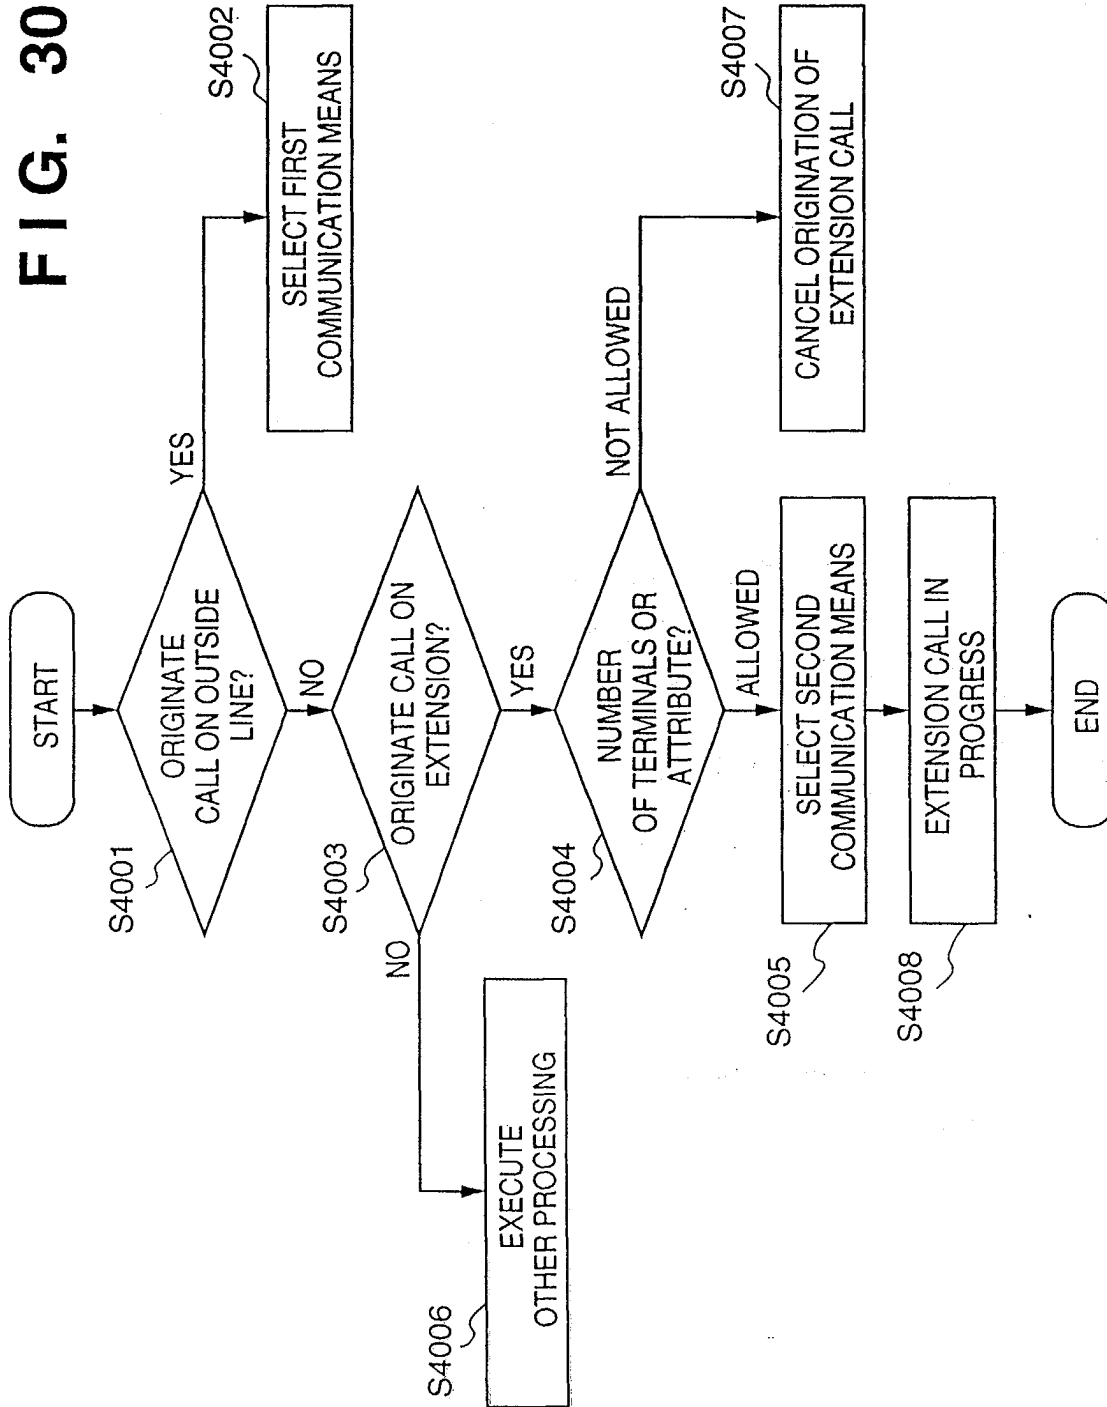 FIG. 30
START
S4001
ORIGINATE
CALL ON OUTSIDE
LINE?
YES
S4002
SELECT FIRST
COMMUNICATION MEANS
NO
S4003
ORIGINATE CALL ON
EXTENSION?
NO
S4006
EXECUTE
OTHER PROCESSING
YES
S4004
NUMBER
OF TERMINALS OR
ATTRIBUTE?
NOT ALLOWED
S4007
CANCEL ORIGINATION OF
EXTENSION CALL
ALLOWED
S4005
SELECT SECOND
COMMUNICATION MEANS
S4008
EXTENSION CALL IN
PROGRESS
END